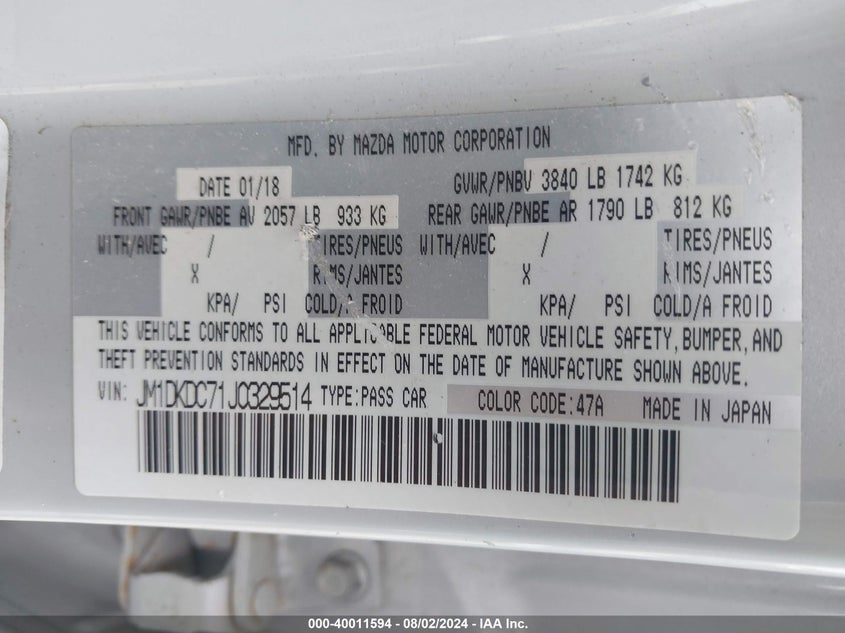 MFD. BY MAZDA MOTOR CORPORATION
DATE 01/18 GVWR/PNBV 3840 LB 1742 KG
FRONT GAWR/PNBE AV 2057 LB 933 KG REAR GAWR/PNBE AR 1790 LB 812 KG
WITH/AVEC / TIRES/PNEUS WITH/AVEC / TIRES/PNEUS
X RIMS/JANTES X RIMS/JANTES
KPA/ PSI COLD/A FROID KPA/ PSI COLD/A FROID
THIS VEHICLE CONFORMS TO ALL APPLICABLE FEDERAL MOTOR VEHICLE SAFETY, BUMPER, AND
THEFT PREVENTION STANDARDS IN EFFECT ON THE DATE OF MANUFACTURE SHOWN ABOVE.
VIN: JM1DKDC71J0329514 TYPE:PASS CAR COLOR CODE:47A MADE IN JAPAN
000-40011594 - 08/02/2024 - IAA Inc.